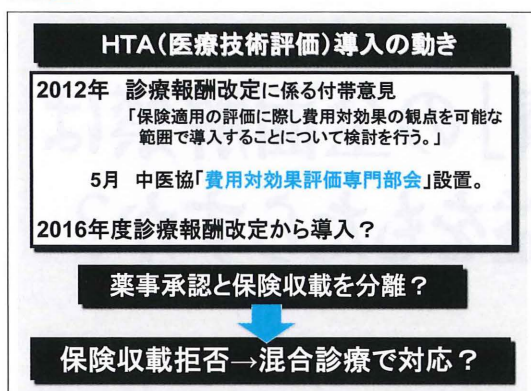 HTA（医療技術評価）導入の動き
2012年 診療報酬改定に係る付帯意見
「保険適用の評価に際し費用対効果の観点を可能な
範囲で導入することについて検討を行う。」
5月 中医協「費用対効果評価専門部会」設置。
2016年度診療報酬改定から導入？
薬事承認と保険収載を分離？
保険収載拒否→混合診療で対応？